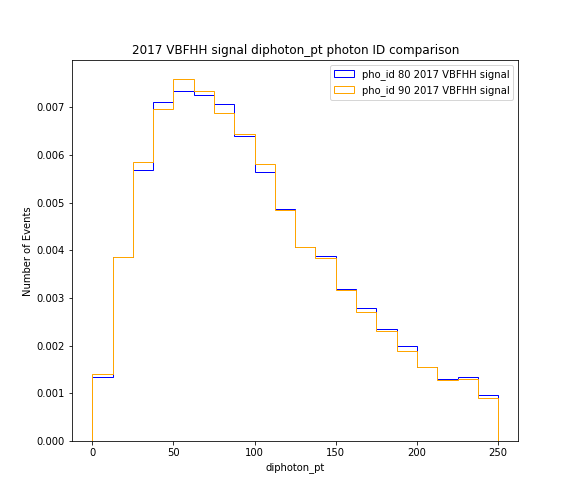 2017 VBFHH signal diphoton_pt photon ID comparison
pho_id 80 2017 VBFHH signal
pho_id 90 2017 VBFHH signal
Number of Events
0.007
0.006
0.005
0.004
0.003
0.002
0.001
0.000
0
50
100
150
200
250
diphoton_pt